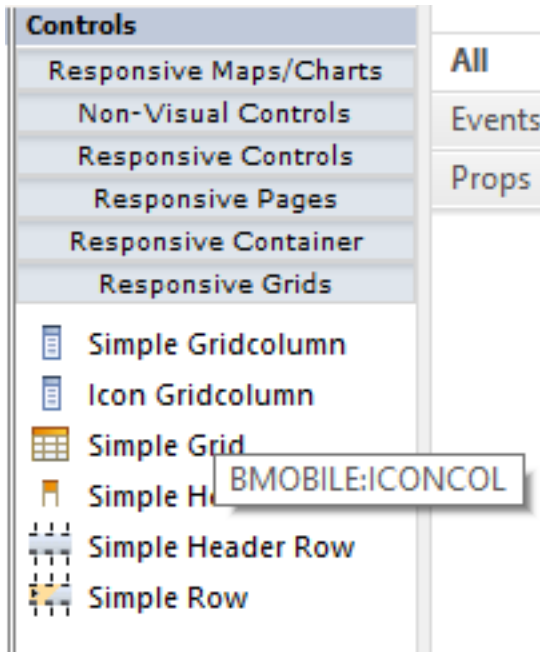 Controls
Responsive Maps/Charts
Non-Visual Controls
Responsive Controls
Responsive Pages
Responsive Container
Responsive Grids
Simple Gridcolumn
Icon Gridcolumn
Simple Grid
BMOBILE:ICONCOL
Simple
Simple Header Row
Simple Row
All
Events
Props